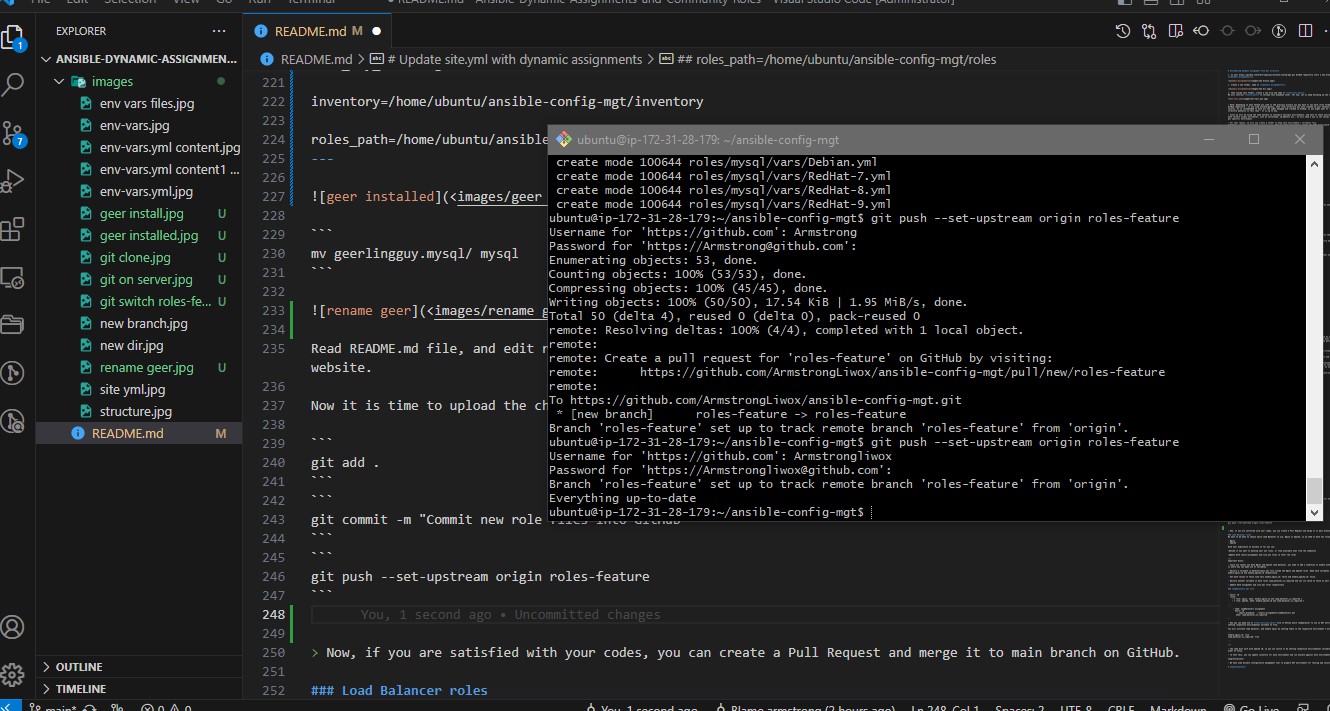 File Edit Selection View Go Run Terminal README.md - Ansible-Dynamic-Assignments-and-Community-Roles - Visual Studio Code [Administrator]
EXPLORER
README.md M
ANSIBLE-DYNAMIC-ASSIGNMEN...
README.md > # Update site.yml with dynamic assignments > ## roles_path=/home/ubuntu/ansible-config-mgt/roles
images
env vars files.jpg
env-vars.jpg
env-vars.yml content.jpg
env-vars.yml content1 ...
env-vars.yml.jpg
geer install.jpg U
geer installed.jpg U
git clone.jpg U
git on server.jpg U
git switch roles-fe... U
new branch.jpg
new dir.jpg
rename geer.jpg U
site yml.jpg
structure.jpg
README.md M
OUTLINE
TIMELINE
1
7
221
222 inventory=/home/ubuntu/ansible-config-mgt/inventory
223
224 roles_path=/home/ubuntu/ansible
225 ---
226
227 ![geer installed](<images/geer
228
229 ```
230 mv geerlingguy.mysql/ mysql
231 ```
232
233 ![rename geer](<images/rename g
234
235 Read README.md file, and edit r
website.
236
237 Now it is time to upload the ch
238
239 ```
240 git add .
241 ```
242 ```
243 git commit -m "Commit new role files into GitHub"
244 ```
245 ```
246 git push --set-upstream origin roles-feature
247 ```
248 You, 1 second ago • Uncommitted changes
249
250 > Now, if you are satisfied with your codes, you can create a Pull Request and merge it to main branch on GitHub.
251
252 ### Load Balancer roles
ubuntu@ip-172-31-28-179: ~/ansible-config-mgt
create mode 100644 roles/mysql/vars/Debian.yml
create mode 100644 roles/mysql/vars/RedHat-7.yml
create mode 100644 roles/mysql/vars/RedHat-8.yml
create mode 100644 roles/mysql/vars/RedHat-9.yml
ubuntu@ip-172-31-28-179:~/ansible-config-mgt$ git push --set-upstream origin roles-feature
Username for 'https://github.com': Armstrong
Password for 'https://Armstrong@github.com':
Enumerating objects: 53, done.
Counting objects: 100% (53/53), done.
Compressing objects: 100% (45/45), done.
Writing objects: 100% (50/50), 17.54 KiB | 1.95 MiB/s, done.
Total 50 (delta 4), reused 0 (delta 0), pack-reused 0
remote: Resolving deltas: 100% (4/4), completed with 1 local object.
remote:
remote: Create a pull request for 'roles-feature' on GitHub by visiting:
remote: https://github.com/ArmstrongLiwox/ansible-config-mgt/pull/new/roles-feature
remote:
To https://github.com/ArmstrongLiwox/ansible-config-mgt.git
* [new branch] roles-feature -> roles-feature
Branch 'roles-feature' set up to track remote branch 'roles-feature' from 'origin'.
ubuntu@ip-172-31-28-179:~/ansible-config-mgt$ git push --set-upstream origin roles-feature
Username for 'https://github.com': Armstrongliwox
Password for 'https://Armstrongliwox@github.com':
Branch 'roles-feature' set up to track remote branch 'roles-feature' from 'origin'.
Everything up-to-date
ubuntu@ip-172-31-28-179:~/ansible-config-mgt$
main* 0 0 You, 1 second ago Blame armstrong (2 hours ago) Ln 248, Col 1 Spaces: 2 UTF-8 CRLF Markdown Go Live